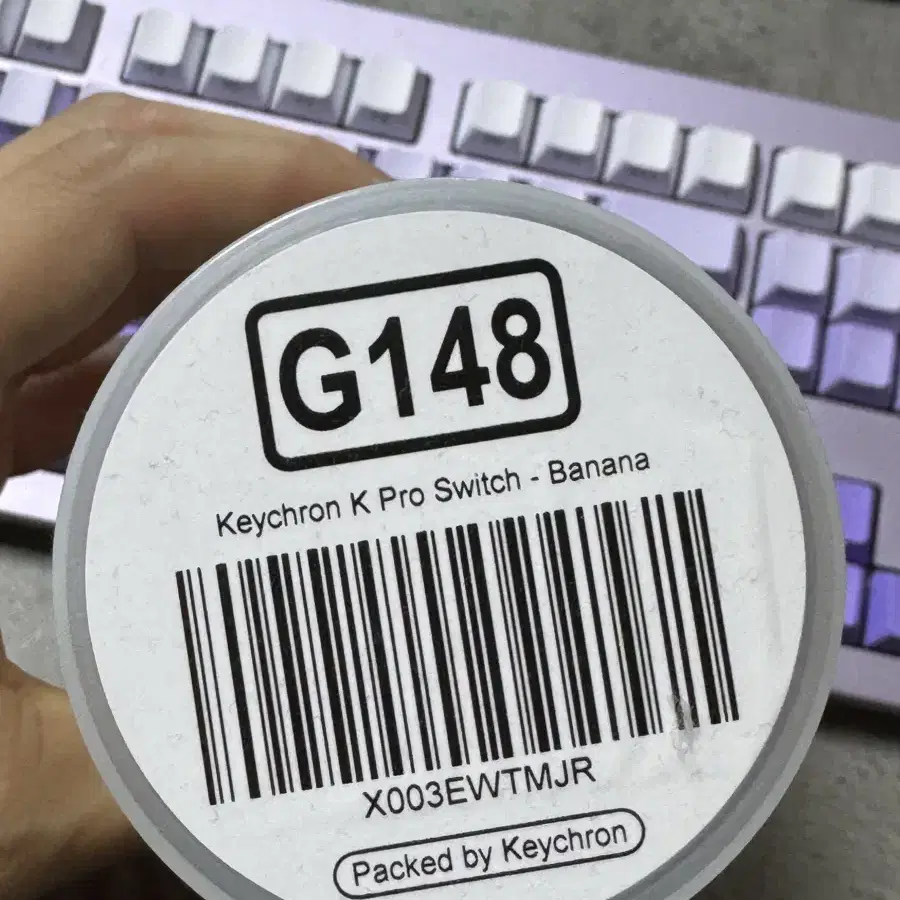 G148
Keychron K Pro Switch - Banana
X003EWTMJR
Packed by Keychron